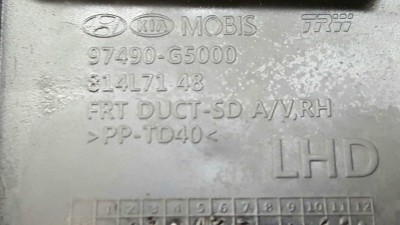 KIA MOBIS TRW
97490-G5000
814L71 48
FRT DUCT-SD A/V,RH
>PP-TD40<
LHD
1 2 3 4 5 6 7 8 9 10 11 12